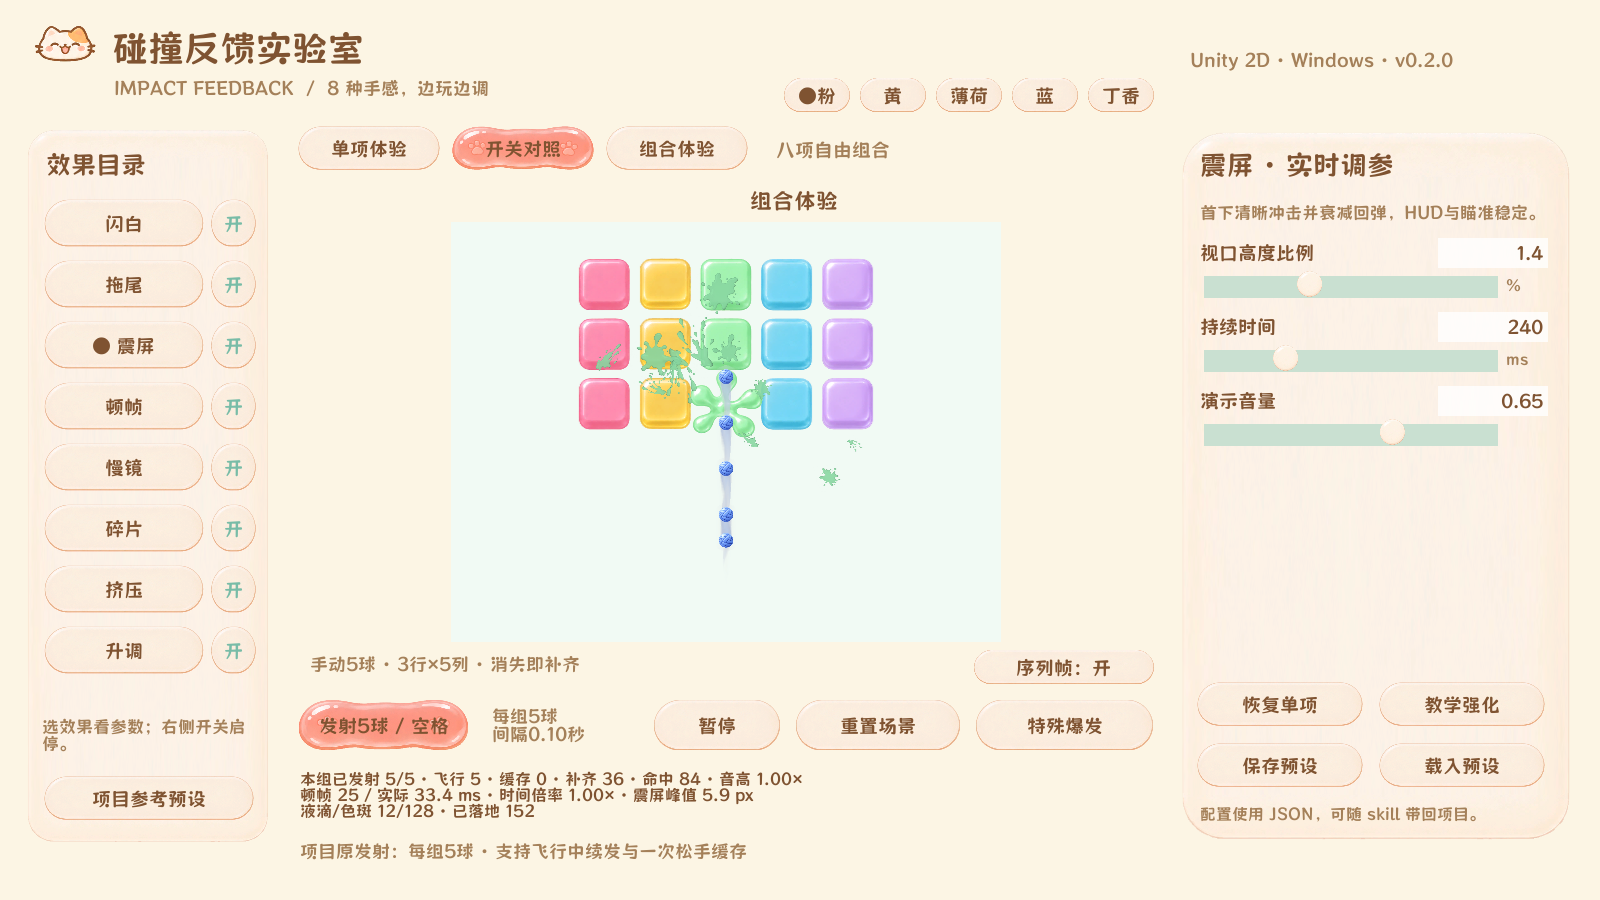 碰撞反馈实验室
IMPACT FEEDBACK / 8 种手感，边玩边调
Unity 2D · Windows · v0.2.0
●粉
黄
薄荷
蓝
丁香
效果目录
闪白
开
拖尾
开
● 震屏
开
顿帧
开
慢镜
开
碎片
开
挤压
开
升调
开
选效果看参数；右侧开关启
停。
项目参考预设
单项体验
开关对照
组合体验
八项自由组合
组合体验
手动5球 · 3行×5列 · 消失即补齐
序列帧：开
发射5球 / 空格
每组5球
间隔0.10秒
暂停
重置场景
特殊爆发
本组已发射 5/5 · 飞行 5 · 缓存 0 · 补齐 36 · 命中 84 · 音高 1.00×
顿帧 25 / 实际 33.4 ms · 时间倍率 1.00× · 震屏峰值 5.9 px
液滴/色斑 12/128 · 已落地 152
项目原发射：每组5球 · 支持飞行中续发与一次松手缓存
震屏 · 实时调参
首下清晰冲击并衰减回弹，HUD与瞄准稳定。
视口高度比例
1.4
%
持续时间
240
ms
演示音量
0.65
恢复单项
教学强化
保存预设
载入预设
配置使用 JSON，可随 skill 带回项目。